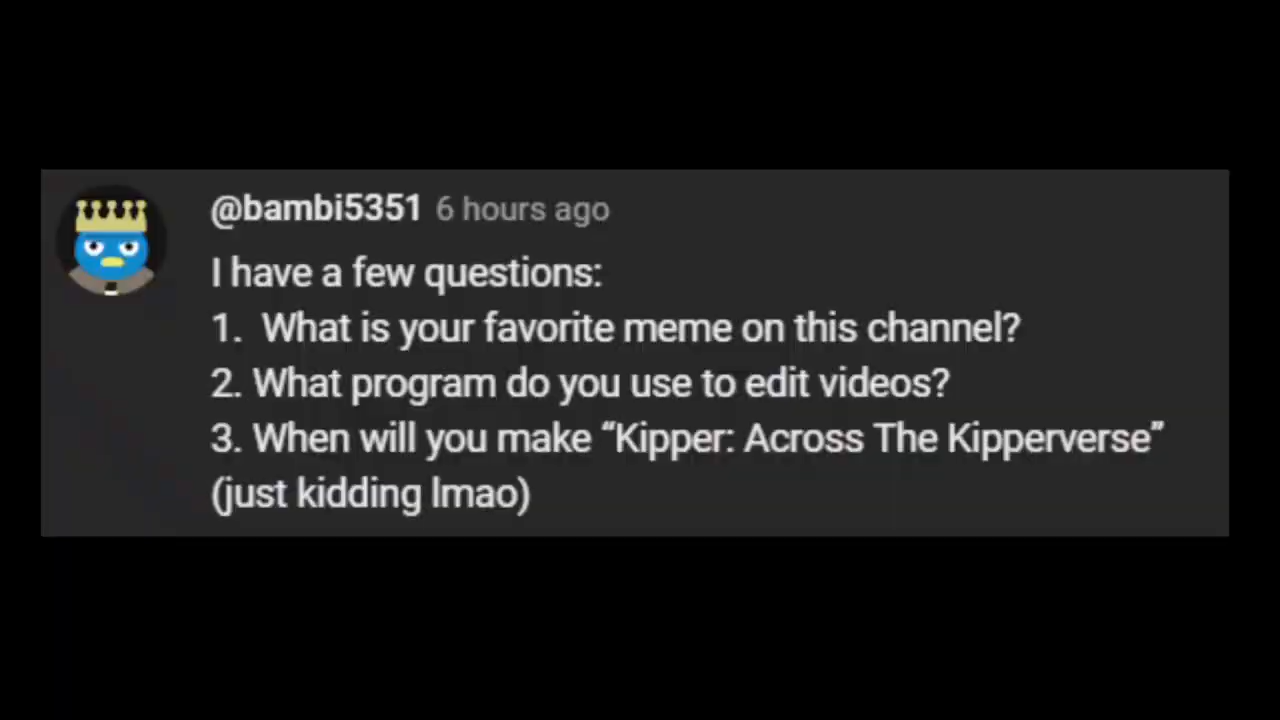 @bambi5351 6 hours ago
I have a few questions:
1.  What is your favorite meme on this channel?
2. What program do you use to edit videos?
3. When will you make “Kipper: Across The Kipperverse”
(just kidding lmao)